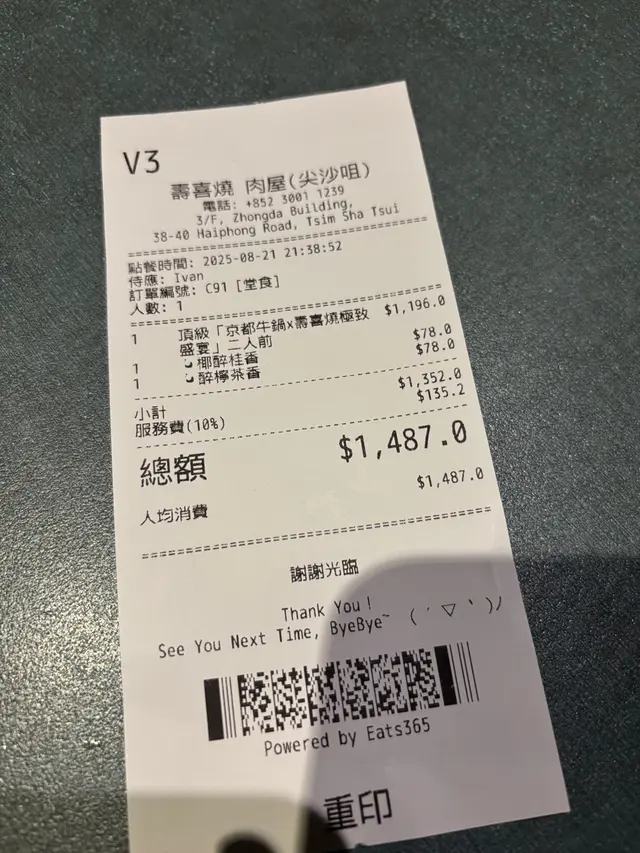 V3
壽喜燒 肉屋(尖沙咀)
電話: +852 3001 1239
3/F, Zhongda Building,
38-40 Haiphong Road, Tsim Sha Tsui
點餐時間: 2025-08-21 21:38:52
侍應: Ivan
訂單編號: C91 [堂食]
人數: 1
1 頂級「京都牛鍋x壽喜燒極致 $1,196.0
盛宴」二人前
1 椰醉桂香 $78.0
1 醉檸茶香 $78.0
小計 $1,352.0
服務費(10%) $135.2
總額 $1,487.0
人均消費 $1,487.0
謝謝光臨
Thank You!
See You Next Time, ByeBye~ (ˊ▽ˋ)ﾉ
Powered by Eats365
重印